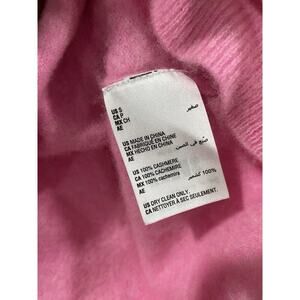 US S
CA P
MX CH
AE صغير
US MADE IN CHINA
CA FABRIQUÉ EN CHINE
MX HECHO EN CHINA
AE صنع في الصين
US 100% CASHMERE
CA 100% CACHEMIRE
MX 100% cachemira
AE 100% كشمير
US DRY CLEAN ONLY.
CA NETTOYER À SEC SEULEMENT.